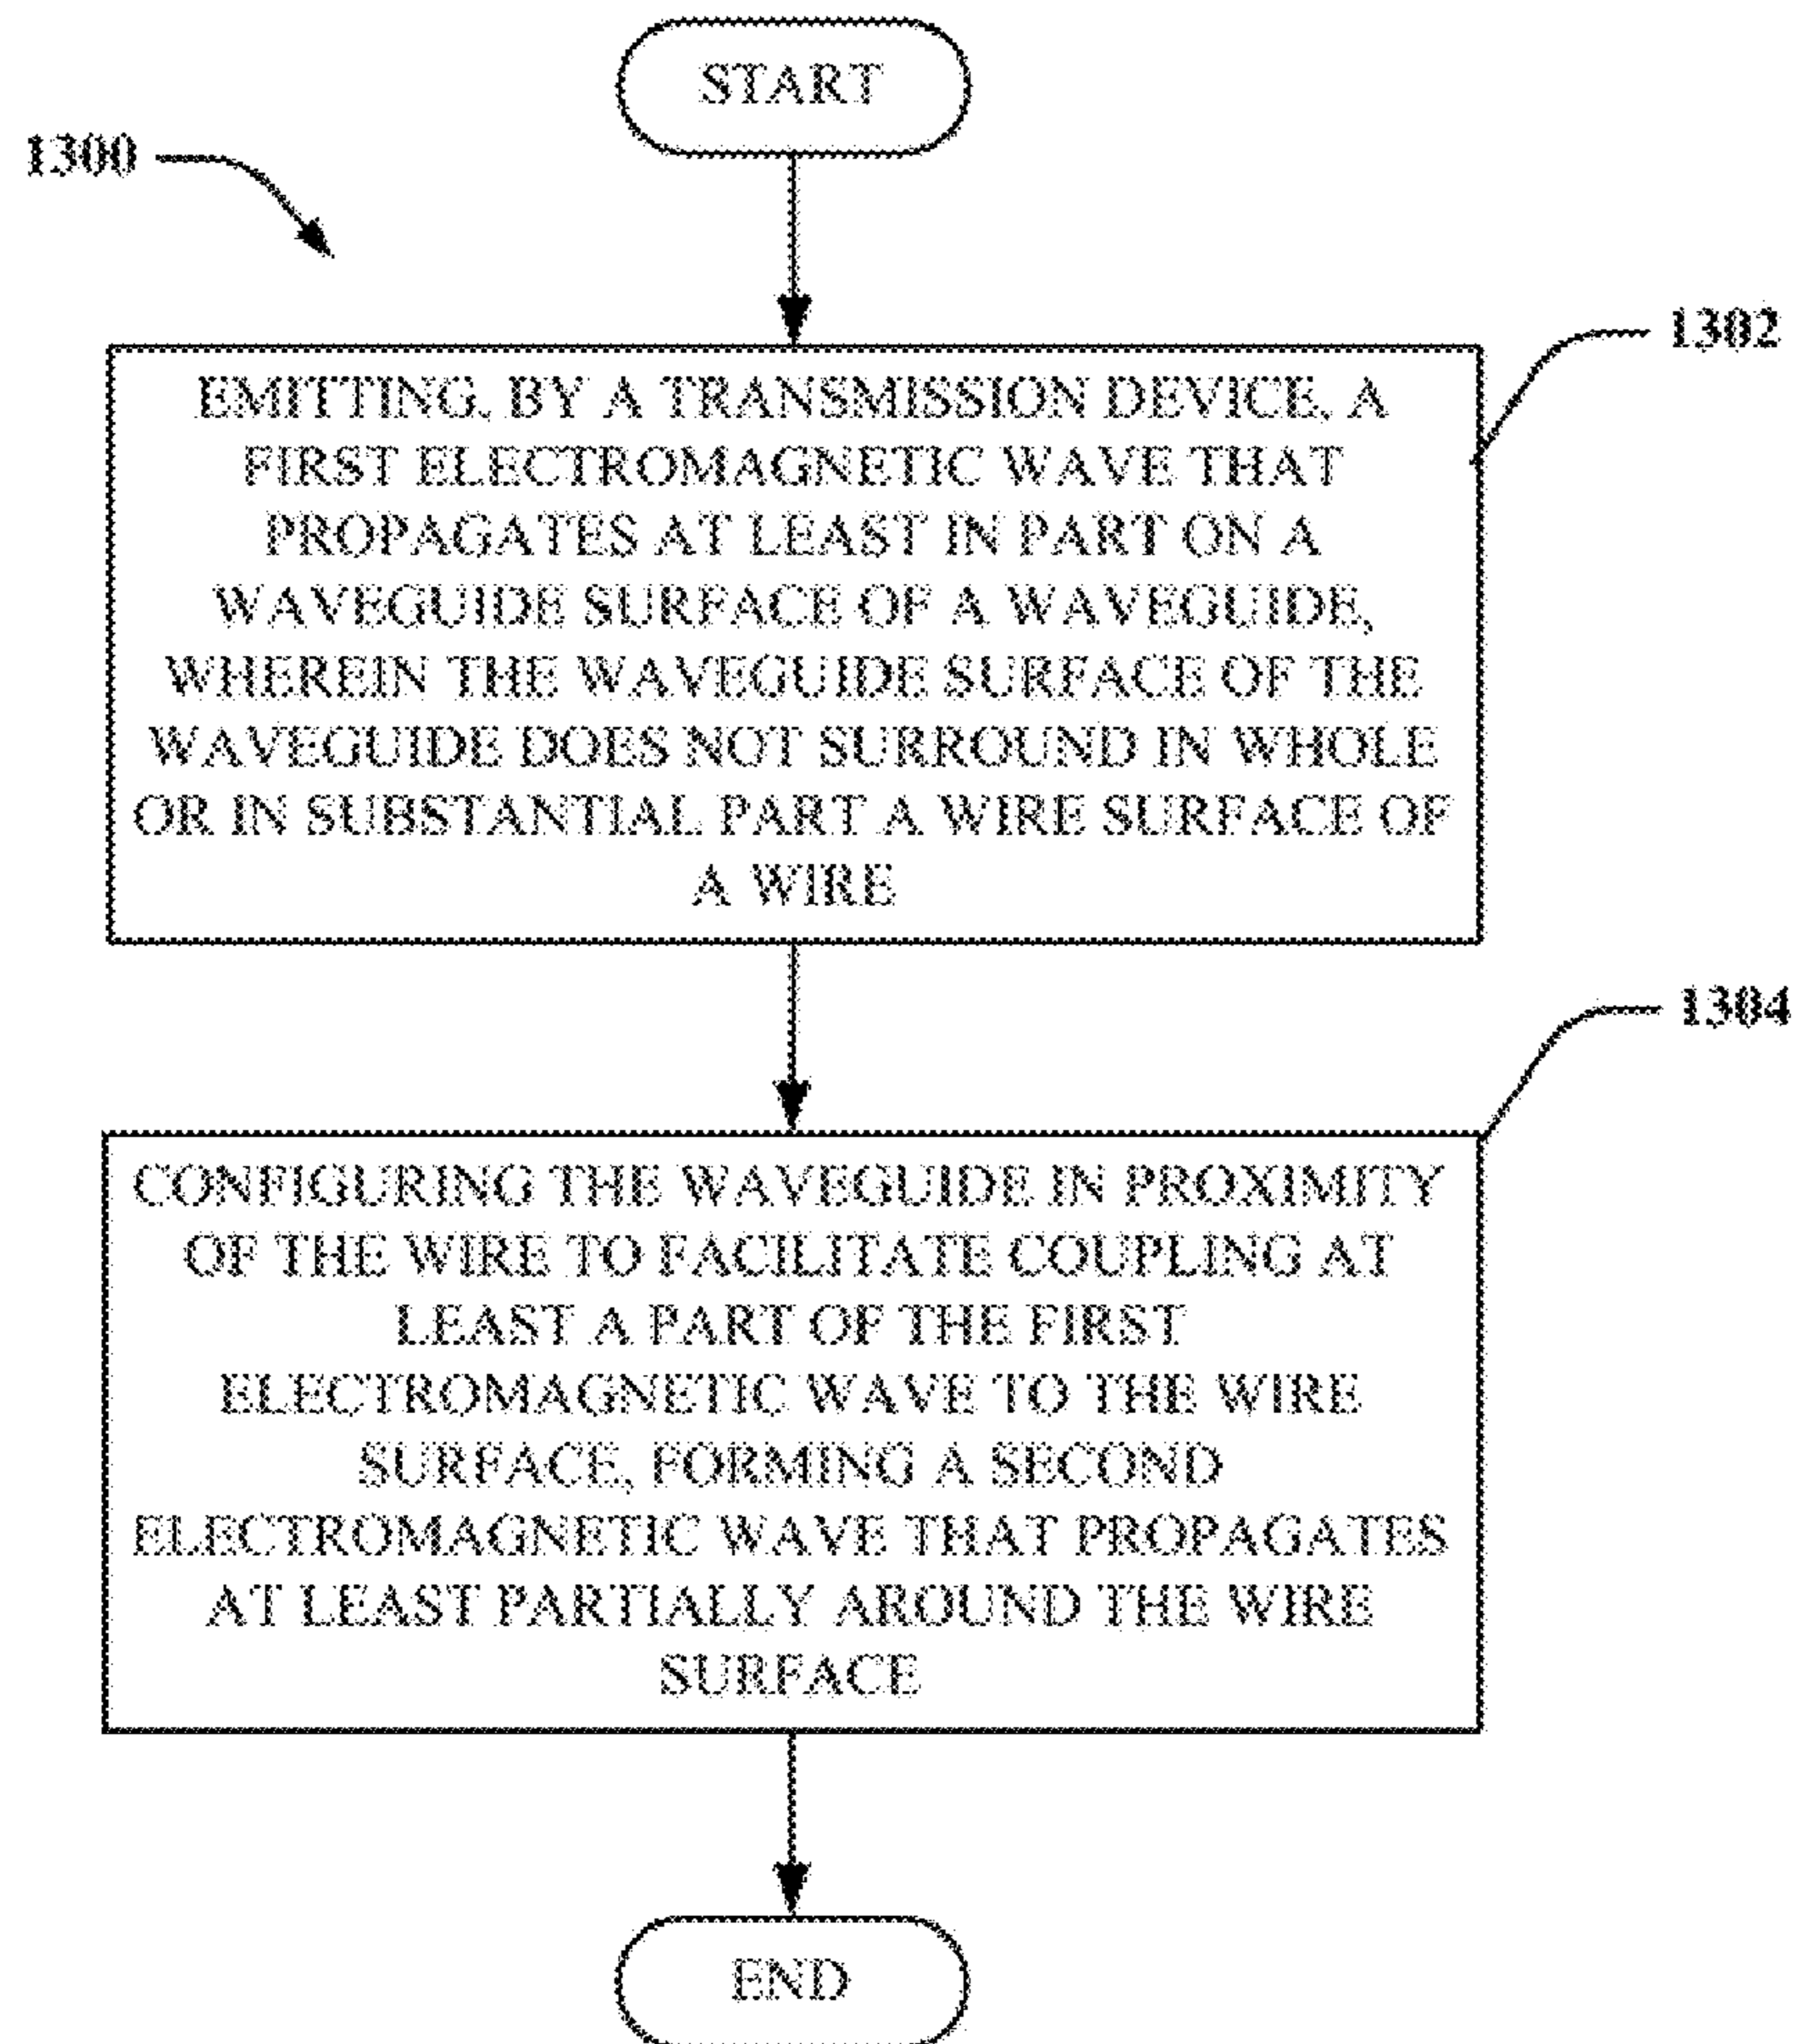 START
1300
1302
EMITTING, BY A TRANSMISSION DEVICE, A
FIRST ELECTROMAGNETIC WAVE THAT
PROPAGATES AT LEAST IN PART ON A
WAVEGUIDE SURFACE OF A WAVEGUIDE,
WHEREIN THE WAVEGUIDE SURFACE OF THE
WAVEGUIDE DOES NOT SURROUND IN WHOLE
OR IN SUBSTANTIAL PART A WIRE SURFACE OF
A WIRE
1304
CONFIGURING THE WAVEGUIDE IN PROXIMITY
OF THE WIRE TO FACILITATE COUPLING AT
LEAST A PART OF THE FIRST
ELECTROMAGNETIC WAVE TO THE WIRE
SURFACE, FORMING A SECOND
ELECTROMAGNETIC WAVE THAT PROPAGATES
AT LEAST PARTIALLY AROUND THE WIRE
SURFACE
END